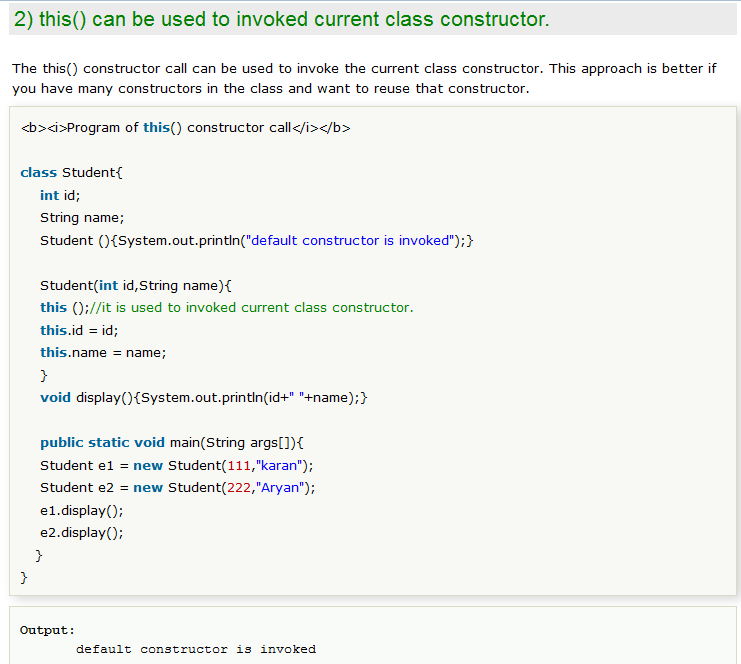 2) this() can be used to invoked current class constructor.
The this() constructor call can be used to invoke the current class constructor. This approach is better if
you have many constructors in the class and want to reuse that constructor.
<b><i>Program of this() constructor call</i></b>
class Student{
int id;
String name;
Student (){System.out.println("default constructor is invoked");}
Student(int id,String name){
this ();//it is used to invoked current class constructor.
this.id = id;
this.name = name;
}
void display(){System.out.println(id+" "+name);}
public static void main(String args[]){
Student e1 = new Student(111,"karan");
Student e2 = new Student(222,"Aryan");
e1.display();
e2.display();
}
}
Output:
default constructor is invoked